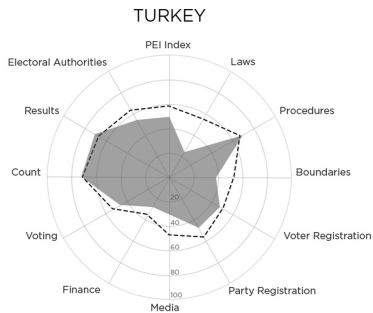 TURKEY
PEI Index
Electoral Authorities
Laws
Results
Procedures
Count
Boundaries
20
40
60
80
100
Voting
Voter Registration
Finance
Party Registration
Media